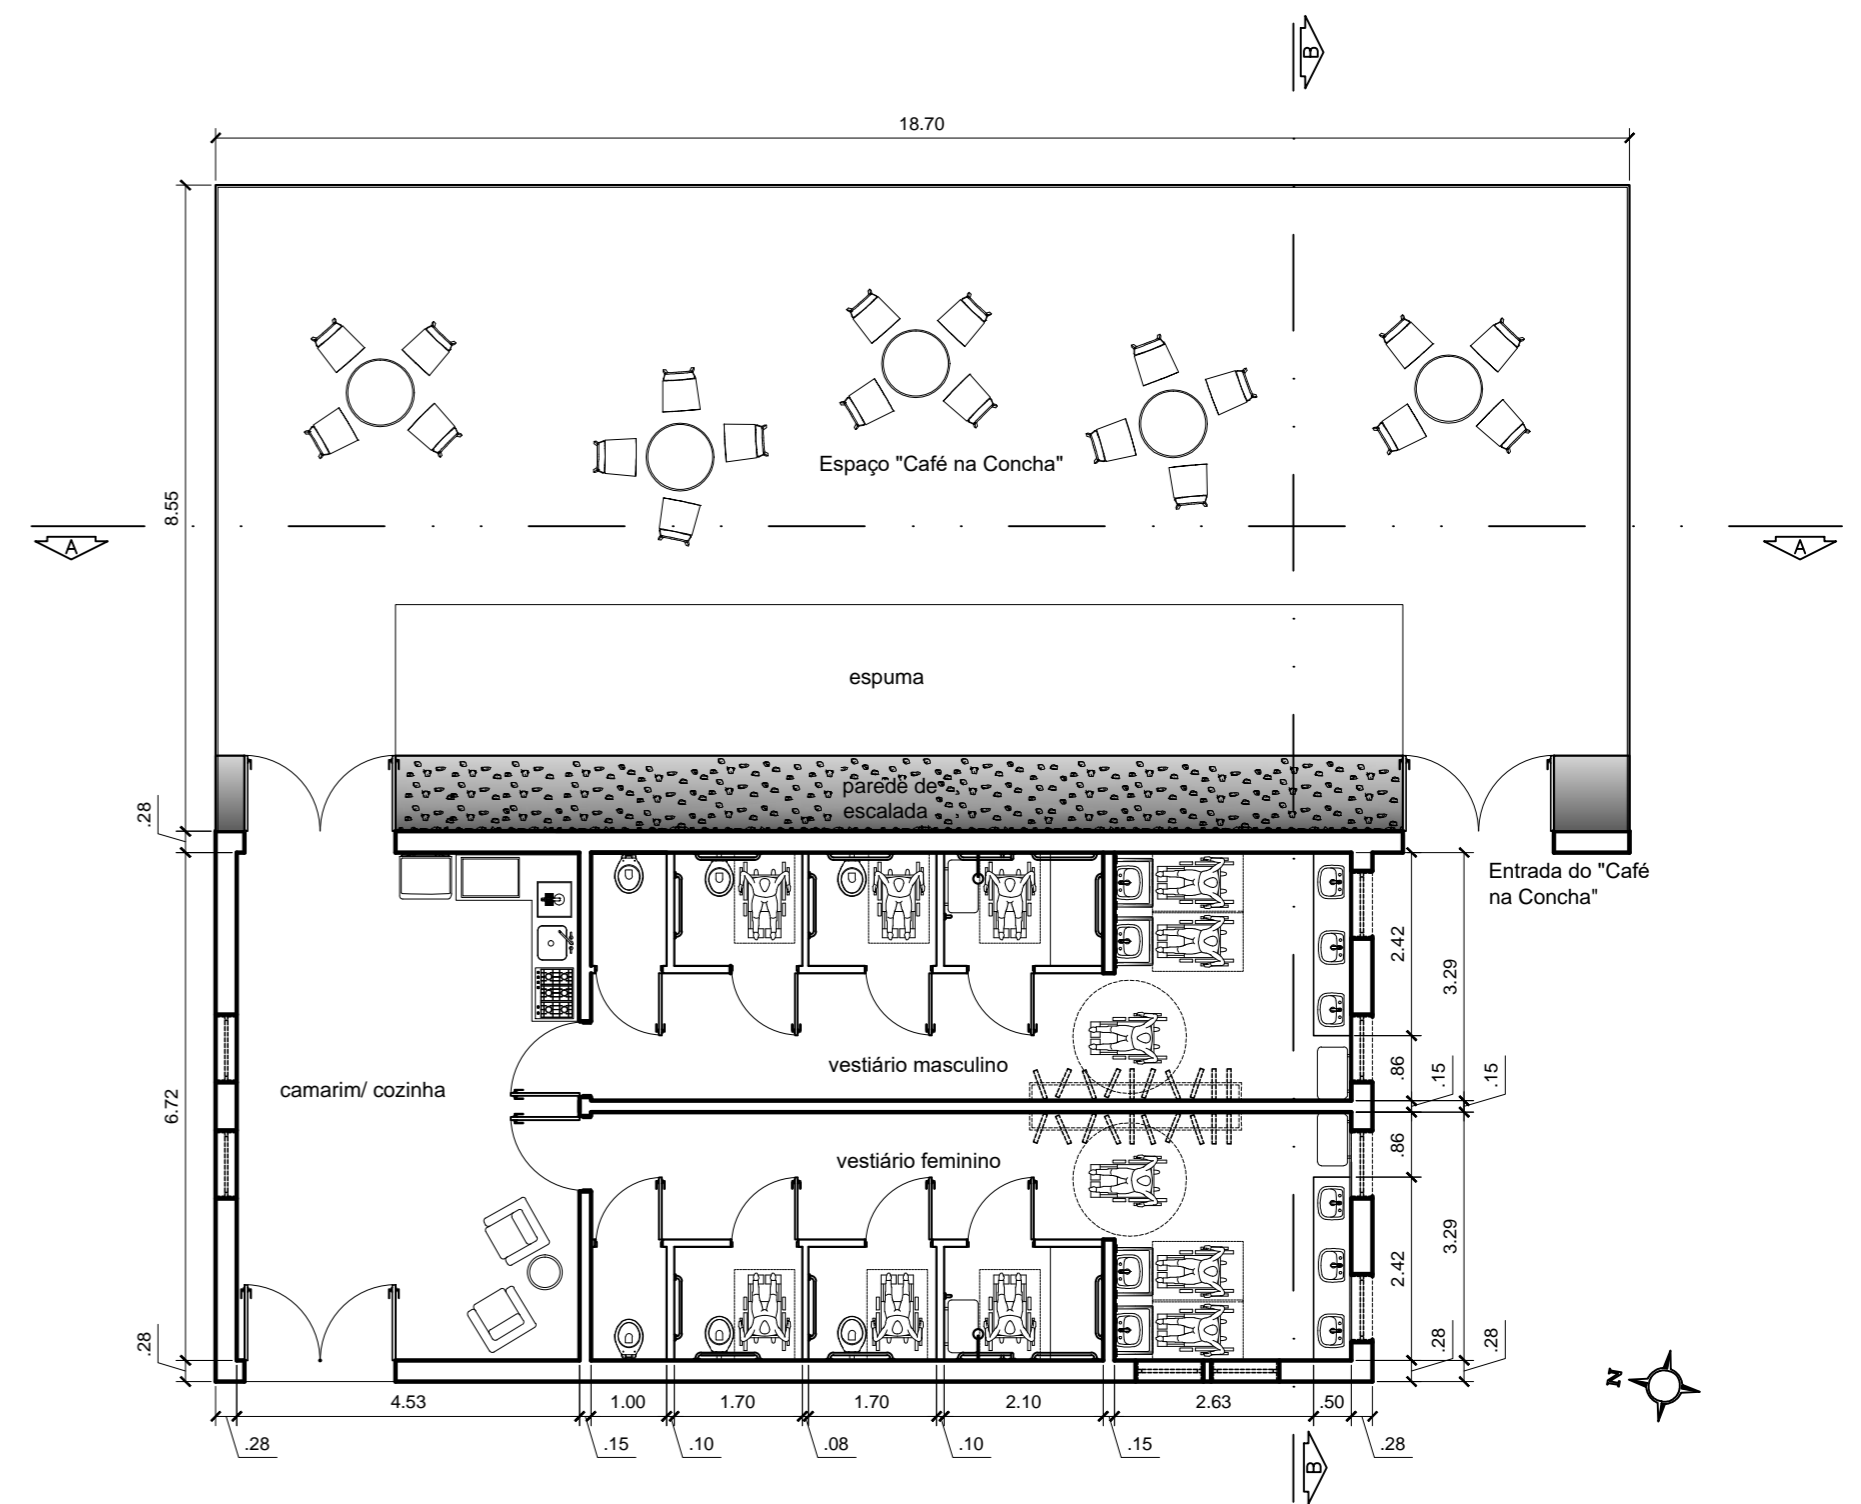 B
18.70
Espaço "Café na Concha"
8.55
A
A
espuma
parede de
escalada
.28
Entrada do "Café
na Concha"
2.42
3.29
vestiário masculino
.86
.15
.15
camarim/ cozinha
6.72
.86
vestiário feminino
3.29
2.42
.28
.28
.28
N
4.53
1.00
1.70
1.70
2.10
2.63
.50
.28
.15
.10
.08
.10
.15
.28
B